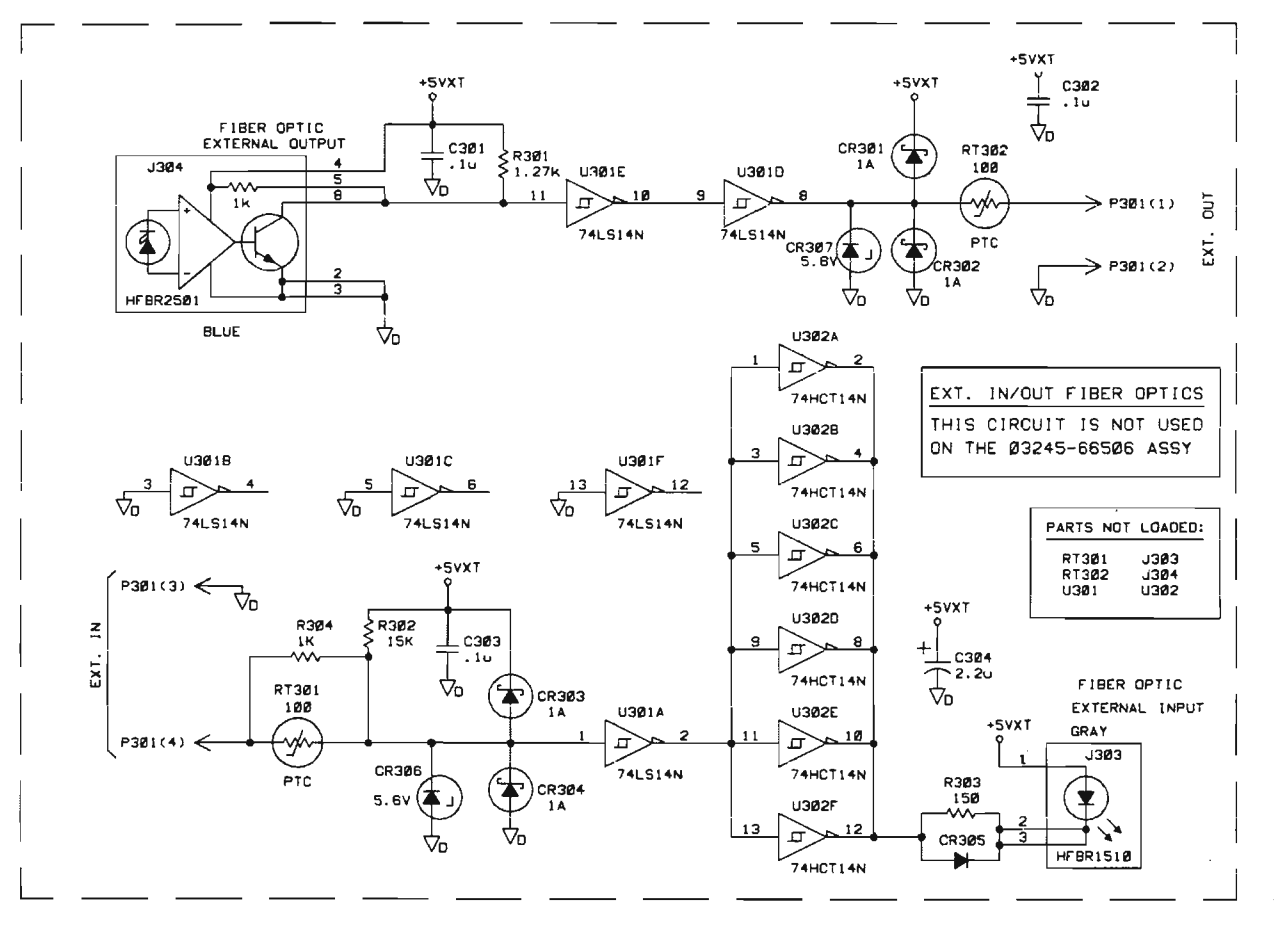 +5VXT
C302
.1u
D
+5VXT
+5VXT
FIBER OPTIC
EXTERNAL OUTPUT
J304
4
5
8
1k
+
-
2
3
HFBR2501
BLUE
D
C301
.1u
D
R301
1.27k
U301E
11
10
74LS14N
U301D
9
8
74LS14N
CR301
1A
RT302
100
PTC
CR307
5.6V
J
D
CR302
1A
D
P301(1)
P301(2)
D
EXT. OUT
U302A
1
2
74HCT14N
U302B
3
4
74HCT14N
U302C
5
6
74HCT14N
U302D
9
8
74HCT14N
U302E
11
10
74HCT14N
U302F
13
12
74HCT14N
EXT. IN/OUT FIBER OPTICS
THIS CIRCUIT IS NOT USED
ON THE 03245-66506 ASSY
U301B
3
4
D
74LS14N
U301C
5
6
D
74LS14N
U301F
13
12
D
74LS14N
PARTS NOT LOADED:
RT301 J303
RT302 J304
U301 U302
EXT. IN
P301(3)
D
P301(4)
R304
1K
RT301
100
PTC
R302
15K
+5VXT
C303
.1u
D
CR303
1A
CR306
5.6V
J
D
CR304
1A
D
U301A
1
2
74LS14N
+5VXT
+
C304
2.2u
D
FIBER OPTIC
EXTERNAL INPUT
GRAY
+5VXT
J303
1
2
3
R303
150
CR305
HFBR1510